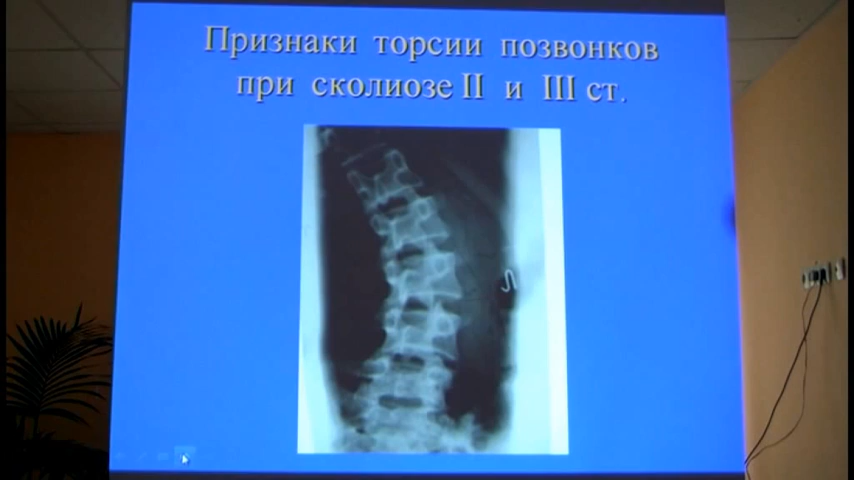 Признаки торсии позвонков
при сколиозе II и III ст.